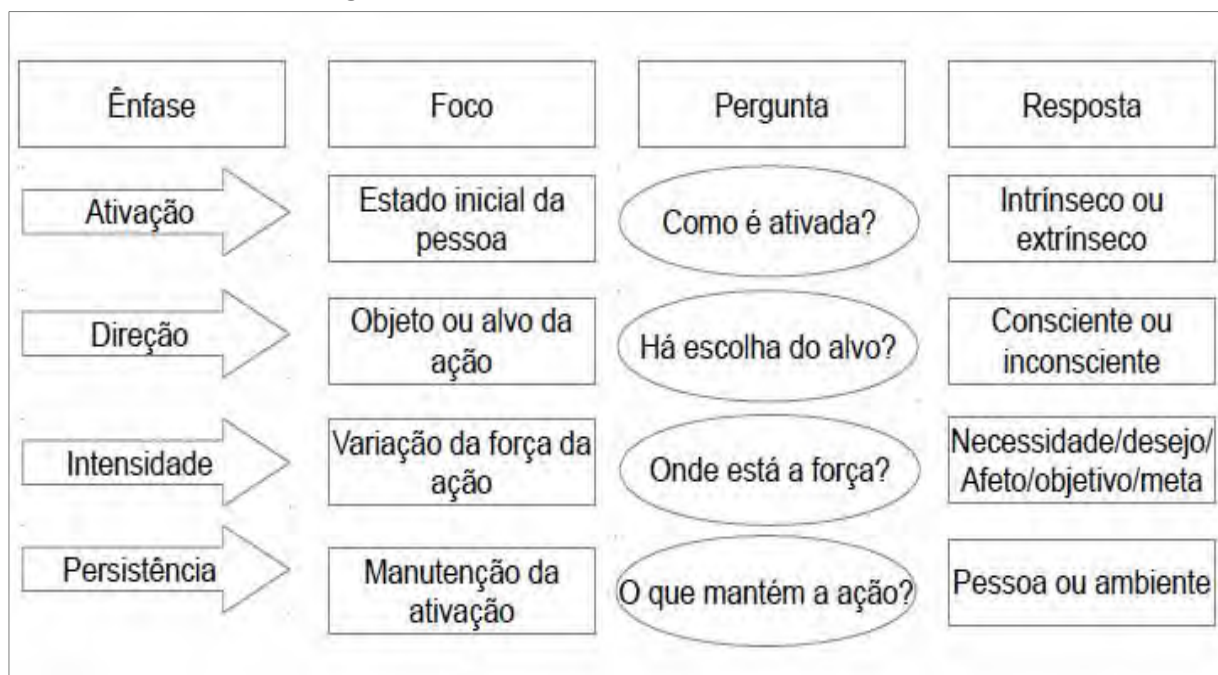 Ênfase
Foco
Pergunta
Resposta
Ativação
Estado inicial da
pessoa
Como é ativada?
Intrínseco ou
extrínseco
Direção
Objeto ou alvo da
ação
Há escolha do alvo?
Consciente ou
inconsciente
Intensidade
Variação da força da
ação
Onde está a força?
Necessidade/desejo/
Afeto/objetivo/meta
Persistência
Manutenção da
ativação
O que mantém a ação?
Pessoa ou ambiente